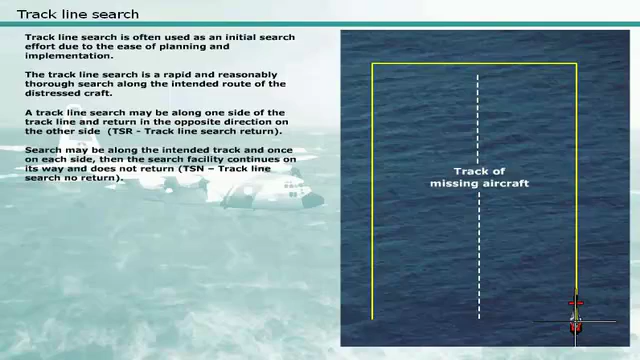 Track line search
Track line search is often used as an initial search
effort due to the ease of planning and
implementation.
The track line search is a rapid and reasonably
thorough search along the intended route of the
distressed craft.
A track line search may be along one side of the
track line and return in the opposite direction on
the other side (TSR - Track line search return).
Search may be along the intended track and once
on each side, then the search facility continues on
its way and does not return (TSN – Track line
search no return).
Track of
missing aircraft